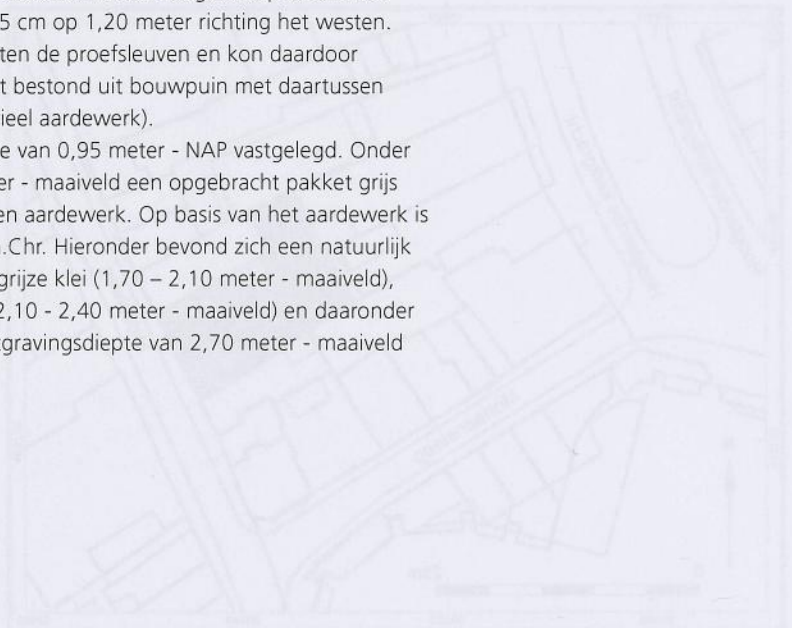 5 cm op 1,20 meter richting het westen.
ten de proefsleuven en kon daardoor
t bestond uit bouwpuin met daartussen
ieel aardewerk).
e van 0,95 meter - NAP vastgelegd. Onder
er - maaiveld een opgebracht pakket grijs
en aardewerk. Op basis van het aardewerk is
.Chr. Hieronder bevond zich een natuurlijk
grijze klei (1,70 – 2,10 meter - maaiveld),
2,10 - 2,40 meter - maaiveld) en daaronder
gravingsdiepte van 2,70 meter - maaiveld